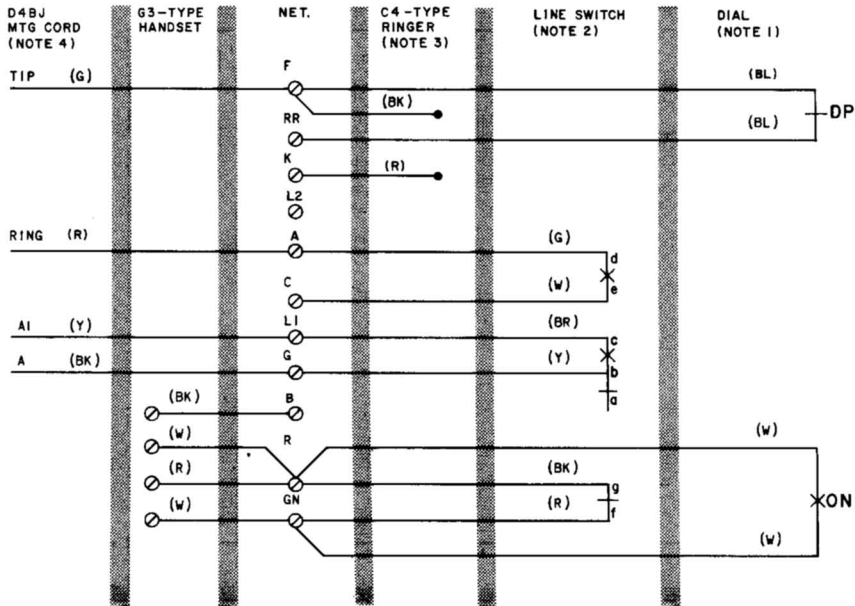 D4BJ MTG CORD (NOTE 4)
G3-TYPE HANDSET
NET.
C4-TYPE RINGER (NOTE 3)
LINE SWITCH (NOTE 2)
DIAL (NOTE 1)
TIP (G)
F
(BL)
(BK)
DP
RR
(BL)
K
(R)
L2
RING (R)
A
(G)
d
C
(W)
e
A1 (Y)
L1
(BR)
c
A (BK)
G
(Y)
b
a
(BK)
B
(W)
R
(W)
(R)
(BK)
g
GN
(W)
(R)
f
ON
(W)